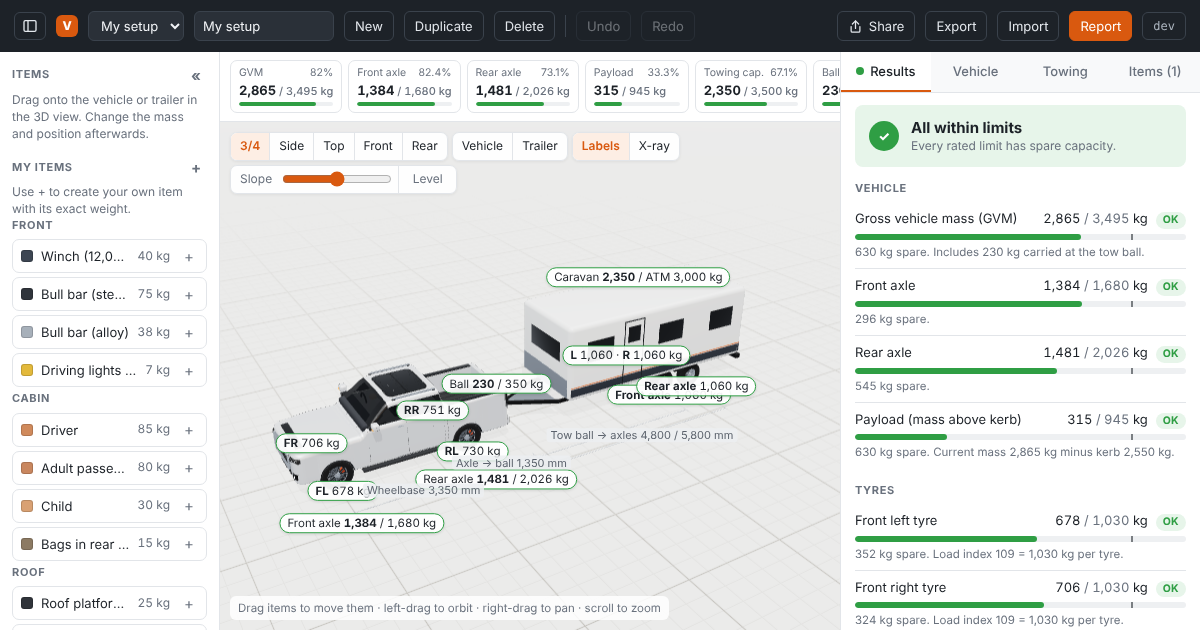 V My setup My setup New Duplicate Delete Undo Redo Share Export Import Report dev
ITEMS «
Drag onto the vehicle or trailer in
the 3D view. Change the mass
and position afterwards.
MY ITEMS +
Use + to create your own item
with its exact weight.
FRONT
Winch (12,0... 40 kg +
Bull bar (ste... 75 kg +
Bull bar (alloy) 38 kg +
Driving lights ... 7 kg +
CABIN
Driver 85 kg +
Adult passe... 80 kg +
Child 30 kg +
Bags in rear ... 15 kg +
ROOF
Roof platfor... 25 kg +
GVM 82%
2,865 / 3,495 kg
Front axle 82.4%
1,384 / 1,680 kg
Rear axle 73.1%
1,481 / 2,026 kg
Payload 33.3%
315 / 945 kg
Towing cap. 67.1%
2,350 / 3,500 kg
Ball
3/4 Side Top Front Rear Vehicle Trailer Labels X-ray
Slope Level
Caravan 2,350 / ATM 3,000 kg
L 1,060 · R 1,060 kg
Ball 230 / 350 kg
Rear axle 1,060 kg
RR 751 kg
Tow ball → axles 4,800 / 5,800 mm
FR 706 kg
RL 730 kg
Axle → ball 1,350 mm
Rear axle 1,481 / 2,026 kg
FL 678 k
Wheelbase 3,350 mm
Front axle 1,384 / 1,680 kg
Drag items to move them · left-drag to orbit · right-drag to pan · scroll to zoom
Results Vehicle Towing Items (1)
All within limits
Every rated limit has spare capacity.
VEHICLE
Gross vehicle mass (GVM) 2,865 / 3,495 kg OK
630 kg spare. Includes 230 kg carried at the tow ball.
Front axle 1,384 / 1,680 kg OK
296 kg spare.
Rear axle 1,481 / 2,026 kg OK
545 kg spare.
Payload (mass above kerb) 315 / 945 kg OK
630 kg spare. Current mass 2,865 kg minus kerb 2,550 kg.
TYRES
Front left tyre 678 / 1,030 kg OK
352 kg spare. Load index 109 = 1,030 kg per tyre.
Front right tyre 706 / 1,030 kg OK
324 kg spare. Load index 109 = 1,030 kg per tyre.